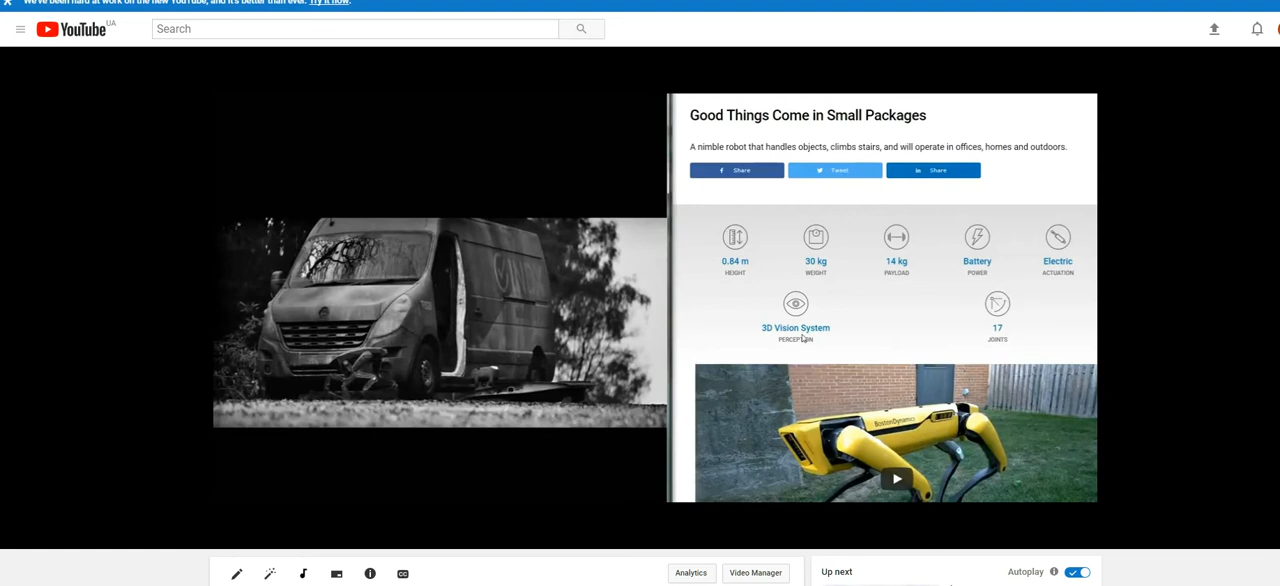 We've been hard at work on the new YouTube, and it's better than ever. Try it now.
YouTube UA
Search
Good Things Come in Small Packages
A nimble robot that handles objects, climbs stairs, and will operate in offices, homes and outdoors.
Share
Tweet
Share
0.84 m
HEIGHT
30 kg
WEIGHT
14 kg
PAYLOAD
Battery
POWER
Electric
ACTUATION
3D Vision System
PERCEPTION
17
JOINTS
BostonDynamics
CC
Analytics
Video Manager
Up next
Autoplay